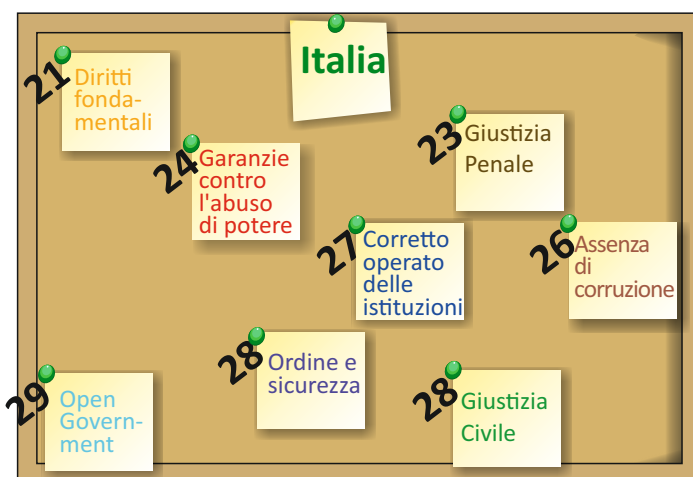 Italia
21
Diritti
fonda-
mentali
24
Garanzie
contro
l'abuso
di potere
23
Giustizia
Penale
27
Corretto
operato
delle
istituzioni
26
Assenza
di
corruzione
28
Ordine e
sicurezza
29
Open
Govern-
ment
28
Giustizia
Civile